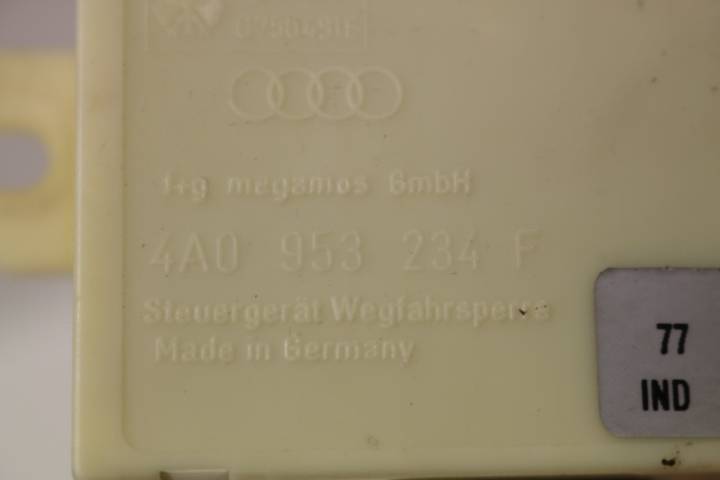 f+g megamos GmbH
4A0 953 234 F
Steuergerät Wegfahrsperre
Made in Germany
77
IND